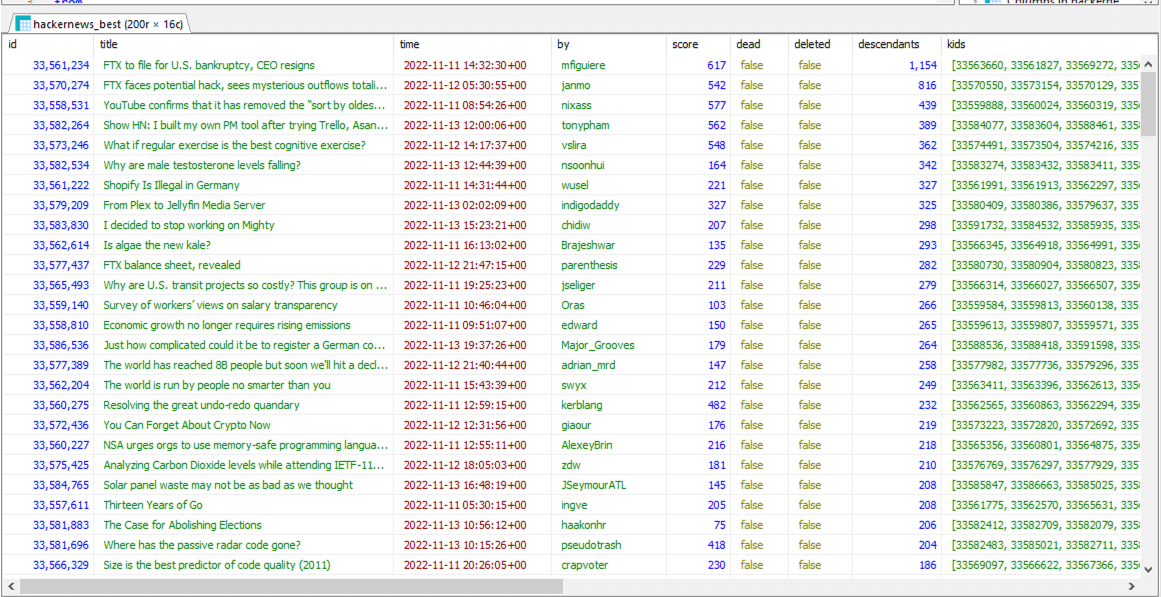 from
Columns in hackerne
hackernews_best (200r × 16c)
id title time by score dead deleted descendants kids
33,561,234 FTX to file for U.S. bankruptcy, CEO resigns 2022-11-11 14:32:30+00 mfiguiere 617 false false 1,154 [33563660, 33561827, 33569272, 3356
33,570,274 FTX faces potential hack, sees mysterious outflows totali... 2022-11-12 05:30:55+00 janmo 542 false false 816 [33570550, 33573154, 33570129, 335
33,558,531 YouTube confirms that it has removed the “sort by oldes... 2022-11-11 08:54:26+00 nixass 577 false false 439 [33559888, 33560024, 33560319, 3356
33,582,264 Show HN: I built my own PM tool after trying Trello, Asan... 2022-11-13 12:00:06+00 tonypham 562 false false 389 [33584077, 33583604, 33588461, 3358
33,573,246 What if regular exercise is the best cognitive exercise? 2022-11-12 14:17:37+00 vslira 548 false false 362 [33574491, 33573504, 33574216, 335
33,582,534 Why are male testosterone levels falling? 2022-11-13 12:44:39+00 nsoonhui 164 false false 342 [33583274, 33583432, 33583411, 3358
33,561,222 Shopify Is Illegal in Germany 2022-11-11 14:31:44+00 wusel 221 false false 327 [33561991, 33561913, 33562297, 3356
33,579,209 From Plex to Jellyfin Media Server 2022-11-13 02:02:09+00 indigodaddy 327 false false 325 [33580409, 33580386, 33579637, 335
33,583,830 I decided to stop working on Mighty 2022-11-13 15:23:21+00 chidiw 207 false false 298 [33591732, 33584532, 33585935, 3358
33,562,614 Is algae the new kale? 2022-11-11 16:13:02+00 Brajeshwar 135 false false 293 [33566345, 33564918, 33564991, 3356
33,577,437 FTX balance sheet, revealed 2022-11-12 21:47:15+00 parenthesis 229 false false 282 [33580730, 33580904, 33580823, 3358
33,565,493 Why are U.S. transit projects so costly? This group is on ... 2022-11-11 19:25:23+00 jseliger 211 false false 279 [33566314, 33566027, 33566507, 3356
33,559,140 Survey of workers’ views on salary transparency 2022-11-11 10:46:04+00 Oras 103 false false 266 [33559584, 33559813, 33560138, 335
33,558,810 Economic growth no longer requires rising emissions 2022-11-11 09:51:07+00 edward 150 false false 265 [33559613, 33559807, 33559571, 335
33,586,536 Just how complicated could it be to register a German co... 2022-11-13 19:37:26+00 Major_Grooves 179 false false 264 [33588536, 33588418, 33591598, 3358
33,577,389 The world has reached 8B people but soon we'll hit a decl... 2022-11-12 21:40:44+00 adrian_mrd 147 false false 258 [33577982, 33577736, 33579296, 335
33,562,204 The world is run by people no smarter than you 2022-11-11 15:43:39+00 swyx 212 false false 249 [33563411, 33563396, 33562613, 3356
33,560,275 Resolving the great undo-redo quandary 2022-11-11 12:59:15+00 kerblang 482 false false 232 [33562565, 33560863, 33562294, 3356
33,572,436 You Can Forget About Crypto Now 2022-11-12 12:31:56+00 giaour 176 false false 219 [33573223, 33572820, 33572692, 335
33,560,227 NSA urges orgs to use memory-safe programming langua... 2022-11-11 12:55:11+00 AlexeyBrin 216 false false 218 [33565356, 33560801, 33564875, 3356
33,575,425 Analyzing Carbon Dioxide levels while attending IETF-11... 2022-11-12 18:05:03+00 zdw 181 false false 210 [33576769, 33576297, 33577929, 335
33,584,765 Solar panel waste may not be as bad as we thought 2022-11-13 16:48:19+00 JSeymourATL 145 false false 208 [33585847, 33586663, 33585025, 3358
33,557,611 Thirteen Years of Go 2022-11-11 05:30:15+00 ingve 205 false false 208 [33561775, 33562570, 33565631, 3356
33,581,883 The Case for Abolishing Elections 2022-11-13 10:56:12+00 haakonhr 75 false false 206 [33582412, 33582709, 33582079, 3358
33,581,696 Where has the passive radar code gone? 2022-11-13 10:15:26+00 pseudotrash 418 false false 204 [33582483, 33585021, 33582711, 3358
33,566,329 Size is the best predictor of code quality (2011) 2022-11-11 20:26:05+00 crapvoter 230 false false 186 [33569097, 33566622, 33567366, 3356